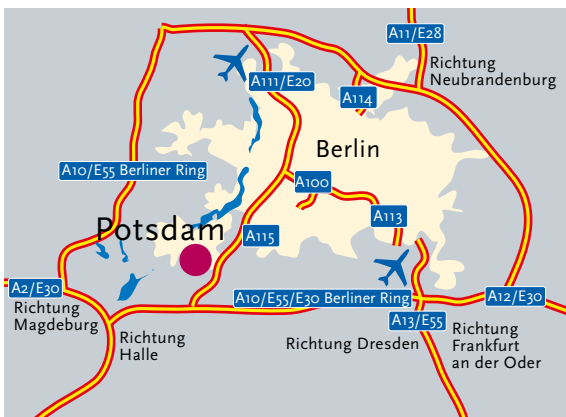 A11/E28
Richtung
Neubrandenburg
A111/E20
A114
Berlin
A10/E55 Berliner Ring
A100
A113
Potsdam
A115
A2/E30
Richtung
Magdeburg
A10/E55/E30 Berliner Ring
A12/E30
A13/E55
Richtung
Halle
Richtung Dresden
Richtung
Frankfurt
an der Oder